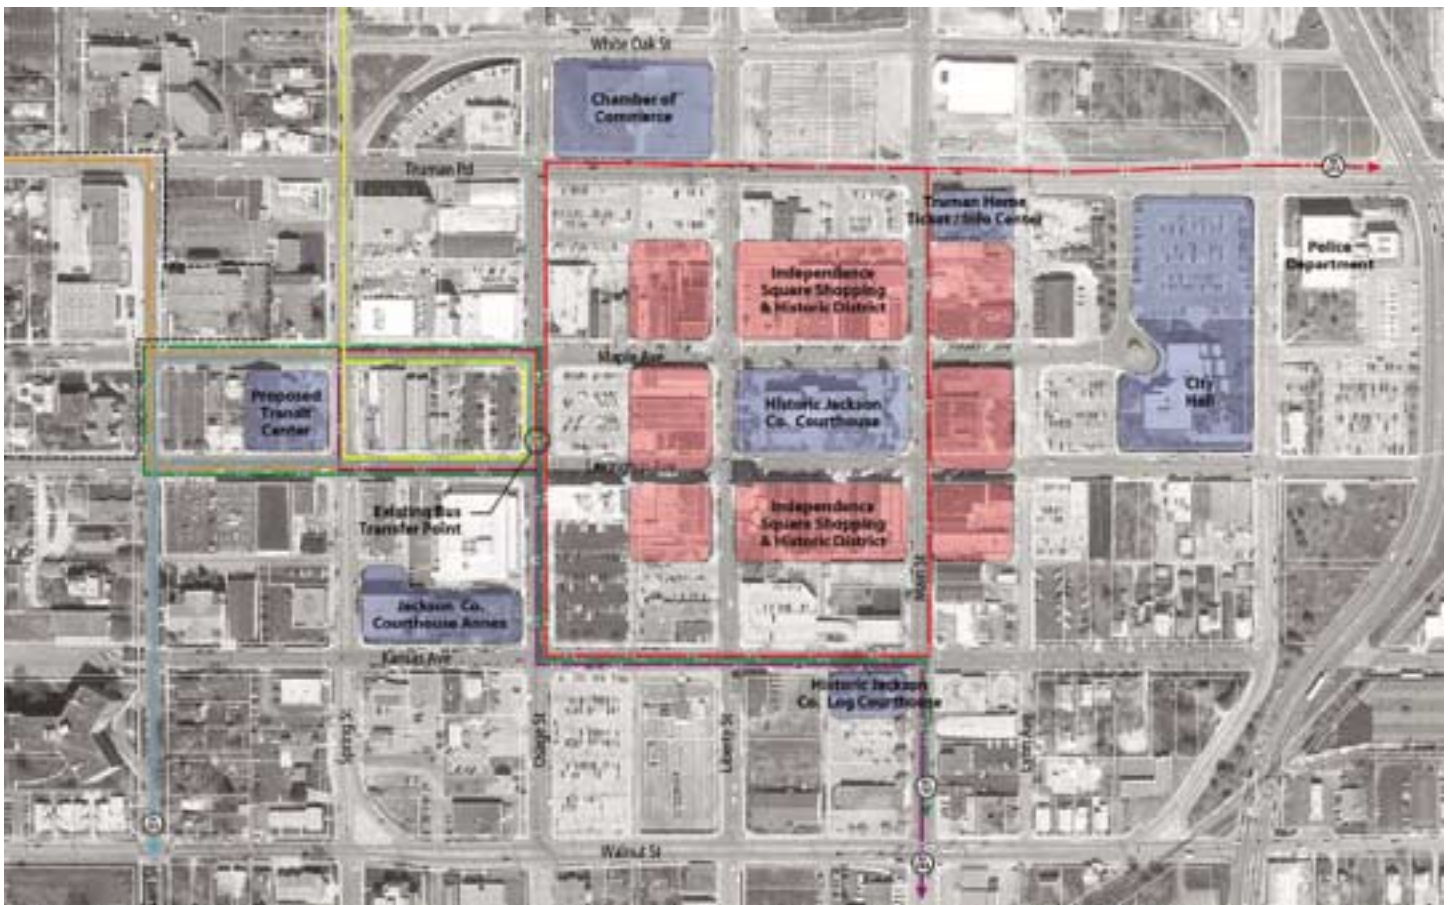 White Oak St
Chamber of
Commerce
Truman Rd
Truman Home
Ticket / Info Center
Independence
Square Shopping
& Historic District
Police
Department
Maple Ave
Proposed
Transit
Center
Historic Jackson
Co. Courthouse
City
Hall
Existing Bus
Transfer Point
Independence
Square Shopping
& Historic District
Main St
Jackson Co.
Courthouse Annex
Kansas Ave
Historic Jackson
Co. Log Courthouse
Spring St
Osage St
Liberty St
Walnut St